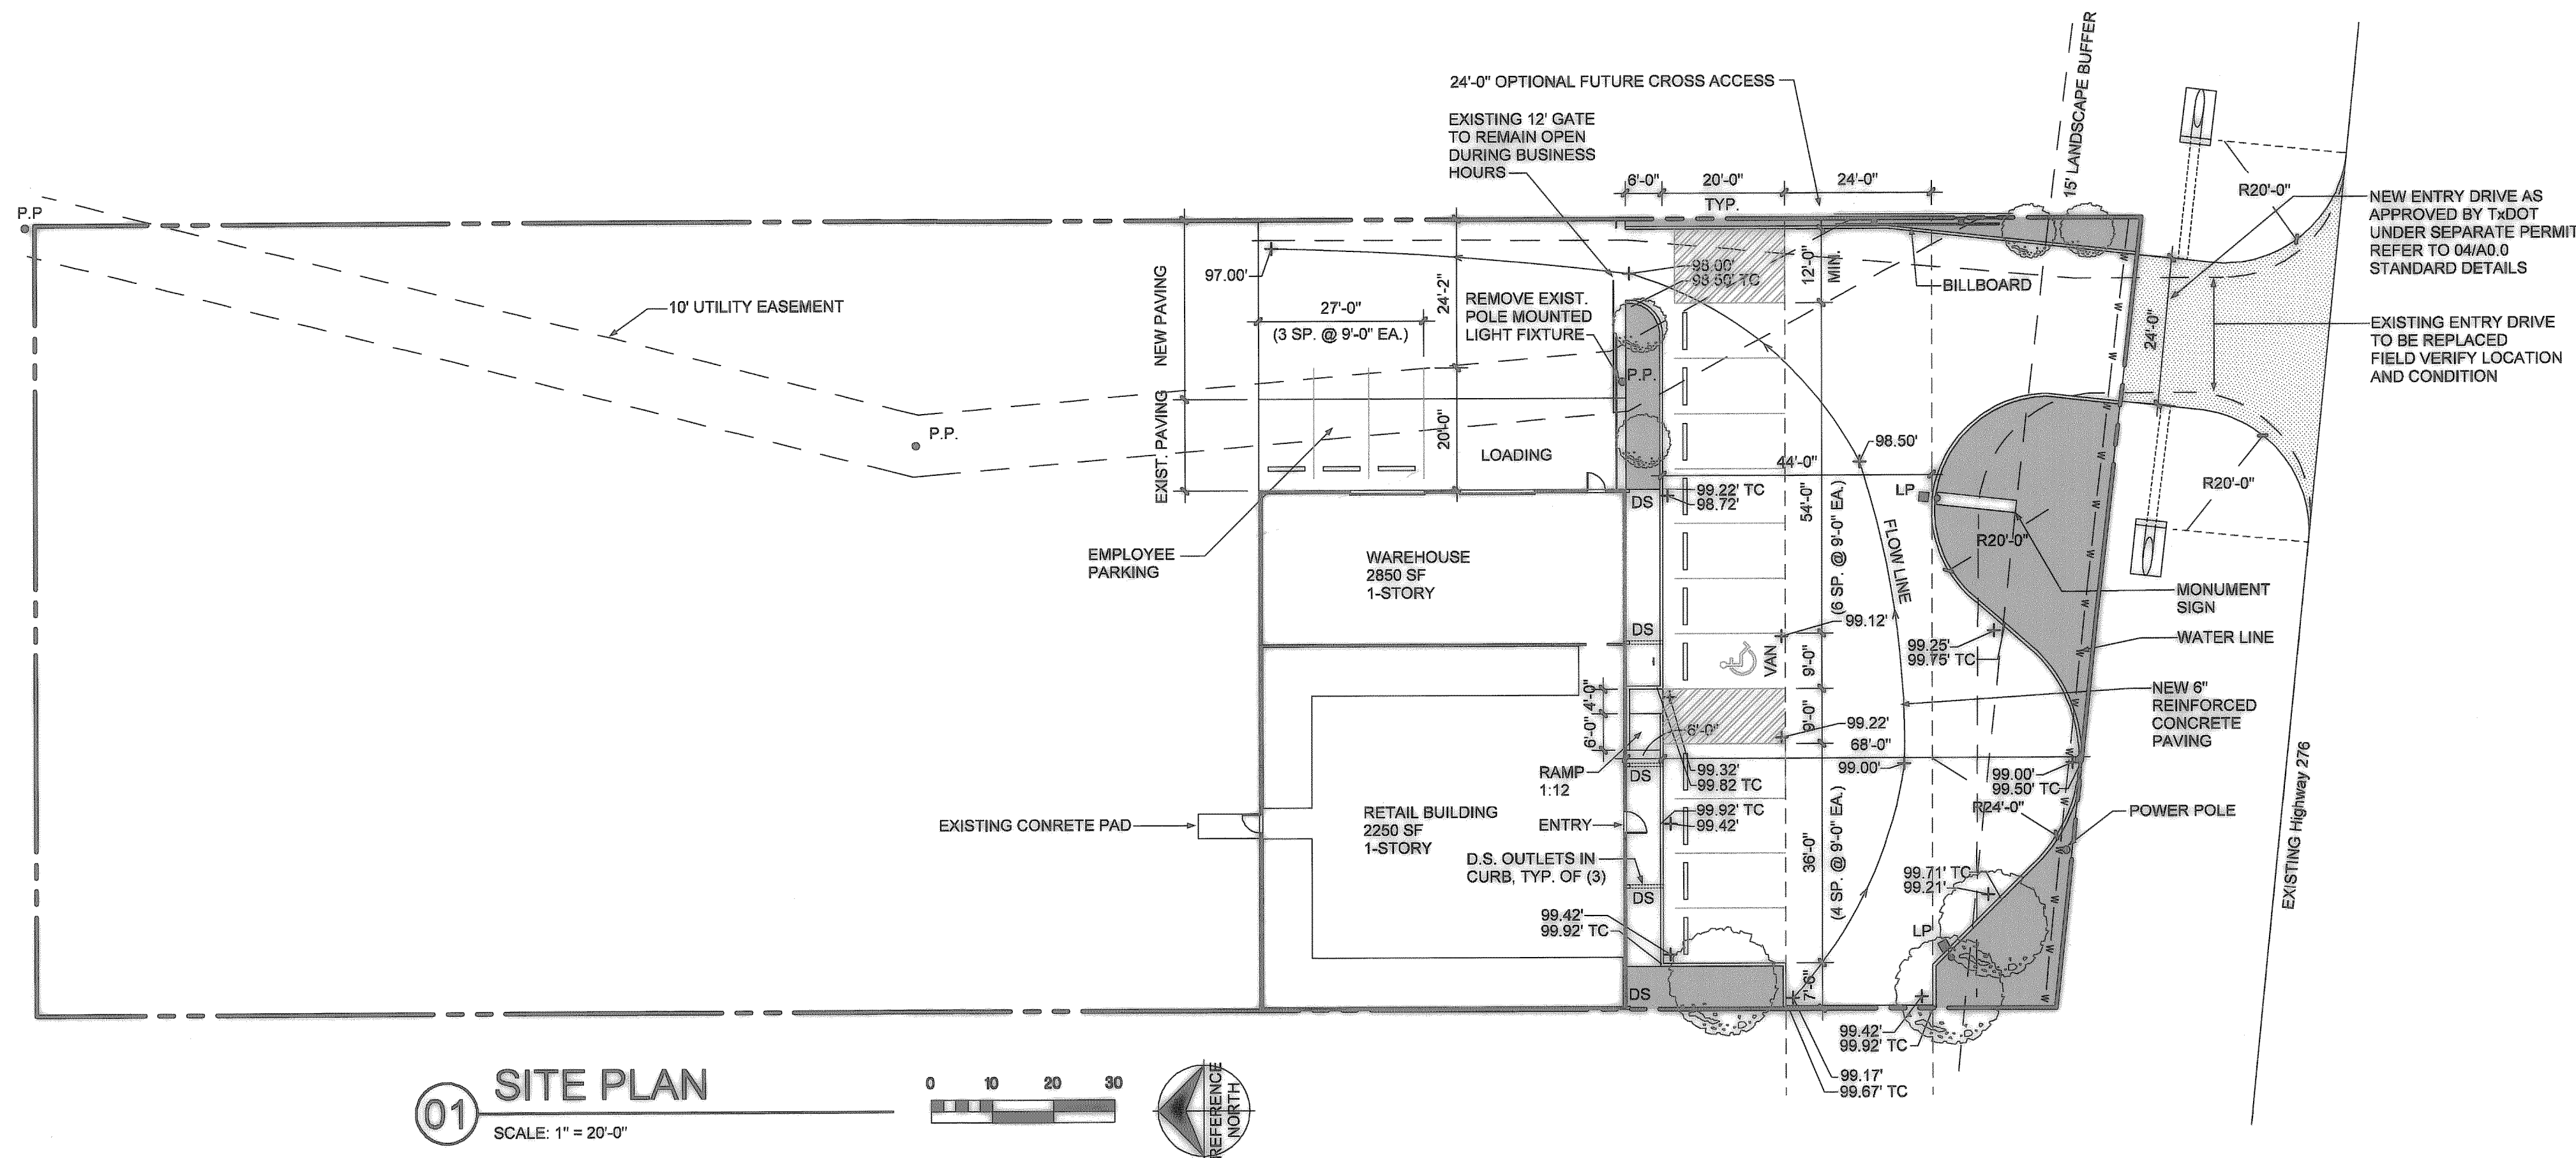 24'-0" OPTIONAL FUTURE CROSS ACCESS
EXISTING 12' GATE
TO REMAIN OPEN
DURING BUSINESS
HOURS
15' LANDSCAPE BUFFER
6'-0"
20'-0"
TYP.
24'-0"
R20'-0"
NEW ENTRY DRIVE AS
APPROVED BY TxDOT
UNDER SEPARATE PERMIT
REFER TO 04/A0.0
STANDARD DETAILS
P.P
97.00'
98.00'
98.50' TC
12'-0"
MIN.
BILLBOARD
NEW PAVING
24'-2"
10' UTILITY EASEMENT
27'-0"
(3 SP. @ 9'-0" EA.)
REMOVE EXIST.
POLE MOUNTED
LIGHT FIXTURE
24'-0"
EXISTING ENTRY DRIVE
TO BE REPLACED
FIELD VERIFY LOCATION
AND CONDITION
P.P.
P.P.
EXIST. PAVING
20'-0"
LOADING
98.50'
44'-0"
LP
R20'-0"
DS
99.22' TC
98.72'
54'-0"
(6 SP. @ 9'-0" EA.)
FLOW LINE
R20'-0"
EMPLOYEE
PARKING
WAREHOUSE
2850 SF
1-STORY
MONUMENT
SIGN
DS
99.12'
99.25'
99.75' TC
WATER LINE
VAN
9'-0"
4'-0"
6'-0"
6'-0"
9'-0"
99.22'
68'-0"
NEW 6"
REINFORCED
CONCRETE
PAVING
RAMP
1:12
DS
99.32'
99.82 TC
99.00'
99.00'
99.50' TC
R24'-0"
EXISTING Highway 276
EXISTING CONRETE PAD
RETAIL BUILDING
2250 SF
1-STORY
ENTRY
99.92' TC
99.42'
POWER POLE
D.S. OUTLETS IN
CURB, TYP. OF (3)
DS
36'-0"
(4 SP. @ 9'-0" EA.)
99.71' TC
99.21'
99.42'
99.92' TC
LP
DS
7'-6"
99.42'
99.92' TC
99.17'
99.67' TC
W
W
W
W
W
W
W
W
W
W
W
01
SITE PLAN
SCALE: 1" = 20'-0"
0 10 20 30
REFERENCE
NORTH